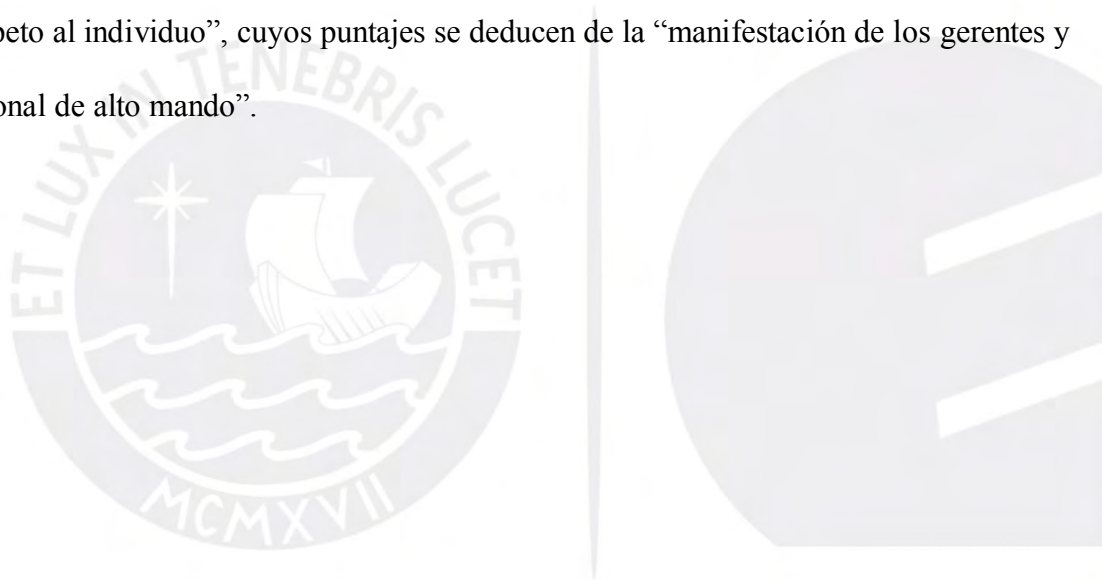 peto al individuo”, cuyos puntajes se deducen de la “manifestación de los gerentes y
onal de alto mando”.
ET LUX IN TENEBRIS LUCET
MCMXVII